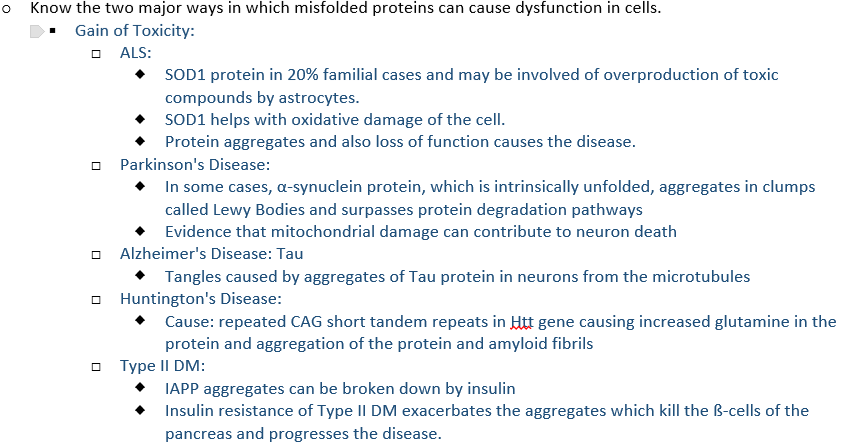 Know the two major ways in which misfolded proteins can cause dysfunction in cells.
Gain of Toxicity:
ALS:
SOD1 protein in 20% familial cases and may be involved of overproduction of toxic
compounds by astrocytes.
SOD1 helps with oxidative damage of the cell.
Protein aggregates and also loss of function causes the disease.
Parkinson's Disease:
In some cases, α-synuclein protein, which is intrinsically unfolded, aggregates in clumps
called Lewy Bodies and surpasses protein degradation pathways
Evidence that mitochondrial damage can contribute to neuron death
Alzheimer's Disease: Tau
Tangles caused by aggregates of Tau protein in neurons from the microtubules
Huntington's Disease:
Cause: repeated CAG short tandem repeats in Htt gene causing increased glutamine in the
protein and aggregation of the protein and amyloid fibrils
Type II DM:
IAPP aggregates can be broken down by insulin
Insulin resistance of Type II DM exacerbates the aggregates which kill the ß-cells of the
pancreas and progresses the disease.